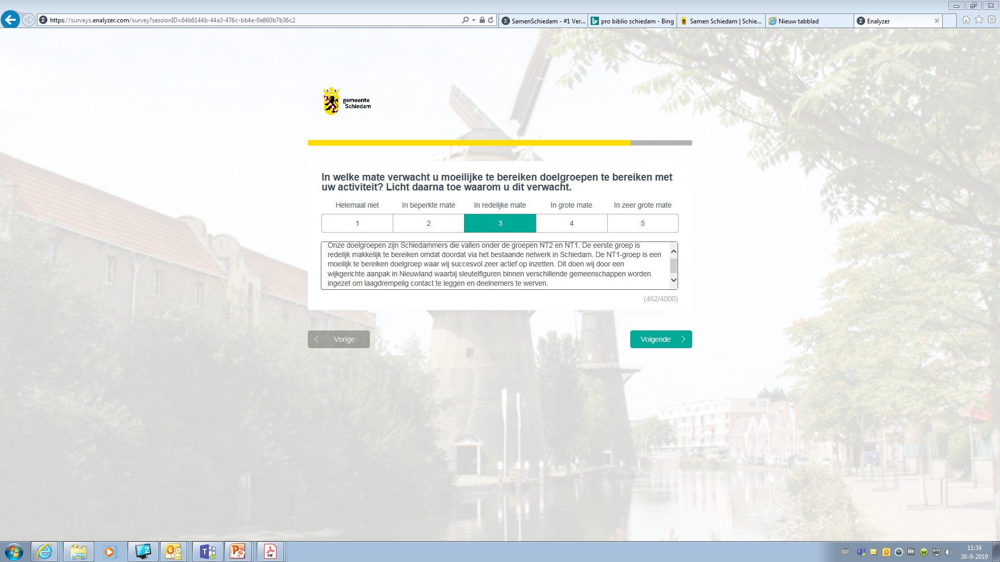 https://surveys.enalyzer.com/survey?sessionID=64b6144b-44a3-476c-bb4e-0e860b7b36c2
SamenSchiedam - #1 Ver...
pro biblio schiedam - Bing
Samen Schiedam | Schie...
Nieuw tabblad
Enalyzer
gemeente
Schiedam
In welke mate verwacht u moeilijke te bereiken doelgroepen te bereiken met
uw activiteit? Licht daarna toe waarom u dit verwacht.
Helemaal niet
In beperkte mate
In redelijke mate
In grote mate
In zeer grote mate
1
2
3
4
5
Onze doelgroepen zijn Schiedammers die vallen onder de groepen NT2 en NT1. De eerste groep is
redelijk makkelijk te bereiken omdat doordat via het bestaande netwerk in Schiedam. De NT1-groep is een
moeilijk te bereiken doelgroep waar wij succesvol zeer actief op inzetten. Dit doen wij door een
wijkgerichte aanpak in Nieuwland waarbij sleutelfiguren binnen verschillende gemeenschappen worden
ingezet om laagdrempelig contact te leggen en deelnemers te werven.
(462/4000)
Vorige
Volgende
11:34
30-9-2019